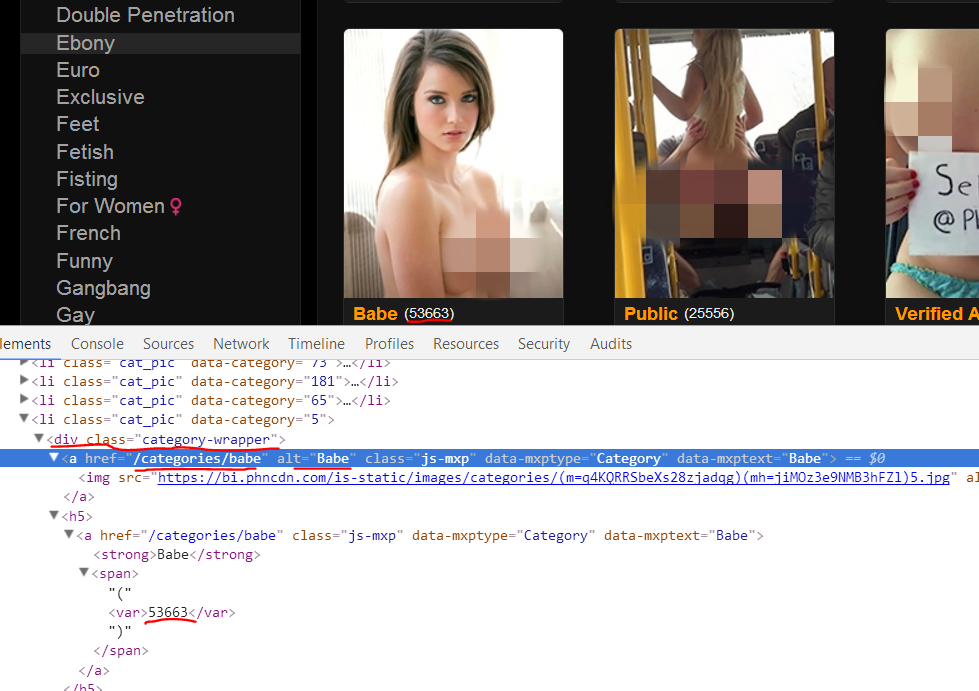 Double Penetration
Ebony
Euro
Exclusive
Feet
Fetish
Fisting
For Women
French
Funny
Gangbang
Gay
Babe (53663)
Public (25556)
Verified A
Se
@P
lements Console Sources Network Timeline Profiles Resources Security Audits
<li class="cat_pic" data-category="73">…</li>
<li class="cat_pic" data-category="181">…</li>
<li class="cat_pic" data-category="65">…</li>
<li class="cat_pic" data-category="5">
<div class="category-wrapper">
<a href="/categories/babe" alt="Babe" class="js-mxp" data-mxptype="Category" data-mxptext="Babe"> == $0
<img src="https://bi.phncdn.com/is-static/images/categories/(m=q4KQRRSbeXs28zjadqg)(mh=jiMOz3e9NMB3hFZl)5.jpg" al
</a>
<h5>
<a href="/categories/babe" class="js-mxp" data-mxptype="Category" data-mxptext="Babe">
<strong>Babe</strong>
<span>
"("
<var>53663</var>
")"
</span>
</a>
</h5>